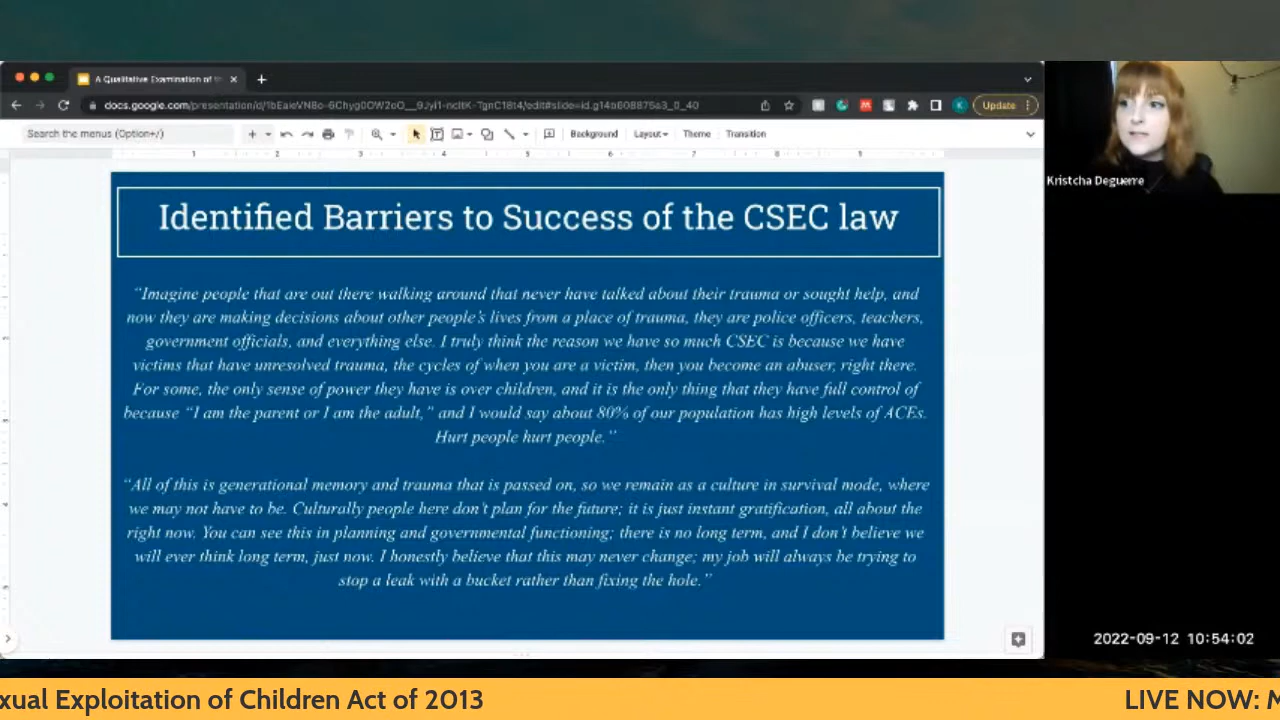 A Qualitative Examination of
docs.google.com/presentation/d/
Update
Search the menus (Option+/)
Background
Layout
Theme
Transition
1 2 3 4 5 6 7 8 9
Kristcha Deguerre
Identified Barriers to Success of the CSEC law
“Imagine people that are out there walking around that never have talked about their trauma or sought help, and
now they are making decisions about other people’s lives from a place of trauma, they are police officers, teachers,
government officials, and everything else. I truly think the reason we have so much CSEC is because we have
victims that have unresolved trauma, the cycles of when you are a victim, then you become an abuser, right there.
For some, the only sense of power they have is over children, and it is the only thing that they have full control of
because “I am the parent or I am the adult,” and I would say about 80% of our population has high levels of ACEs.
Hurt people hurt people.”
“All of this is generational memory and trauma that is passed on, so we remain as a culture in survival mode, where
we may not have to be. Culturally people here don’t plan for the future; it is just instant gratification, all about the
right now. You can see this in planning and governmental functioning; there is no long term, and I don’t believe we
will ever think long term, just now. I honestly believe that this may never change; my job will always be trying to
stop a leak with a bucket rather than fixing the hole.”
2022-09-12 10:54:02
xual Exploitation of Children Act of 2013
LIVE NOW: M